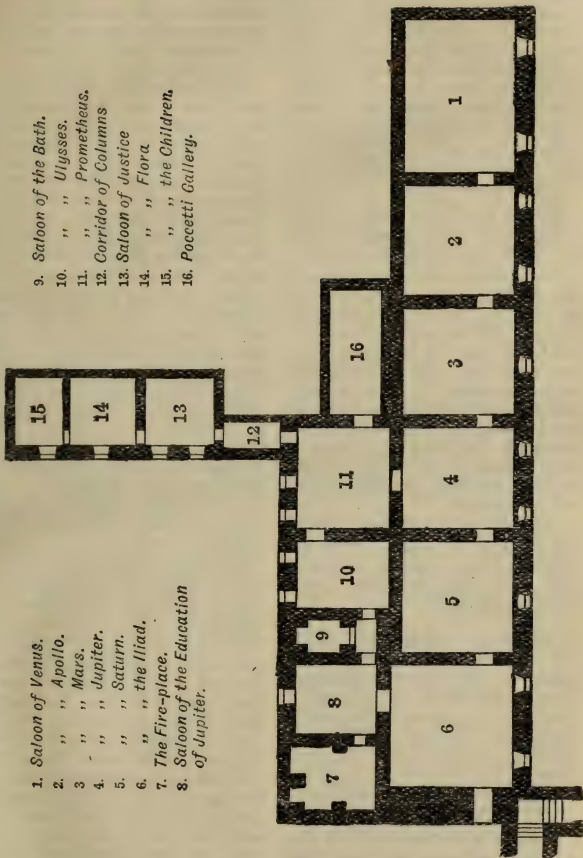 1. Saloon of Venus.
2. ,, ,, Apollo.
3 ,, ,, Mars.
4. ,, ,, Jupiter.
5. ,, ,, Saturn.
6. ,, ,, the Iliad.
7. The Fire-place.
8. Saloon of the Education
of Jupiter.
9. Saloon of the Bath.
10. ,, ,, Ulysses.
11. ,, ,, Prometheus.
12. Corridor of Columns
13. Saloon of Justice
14. ,, ,, Flora
15. ,, ,, the Children.
16. Poccetti Gallery.
15
14
13
12
16
11
10
9
8
7
1
2
3
4
5
6